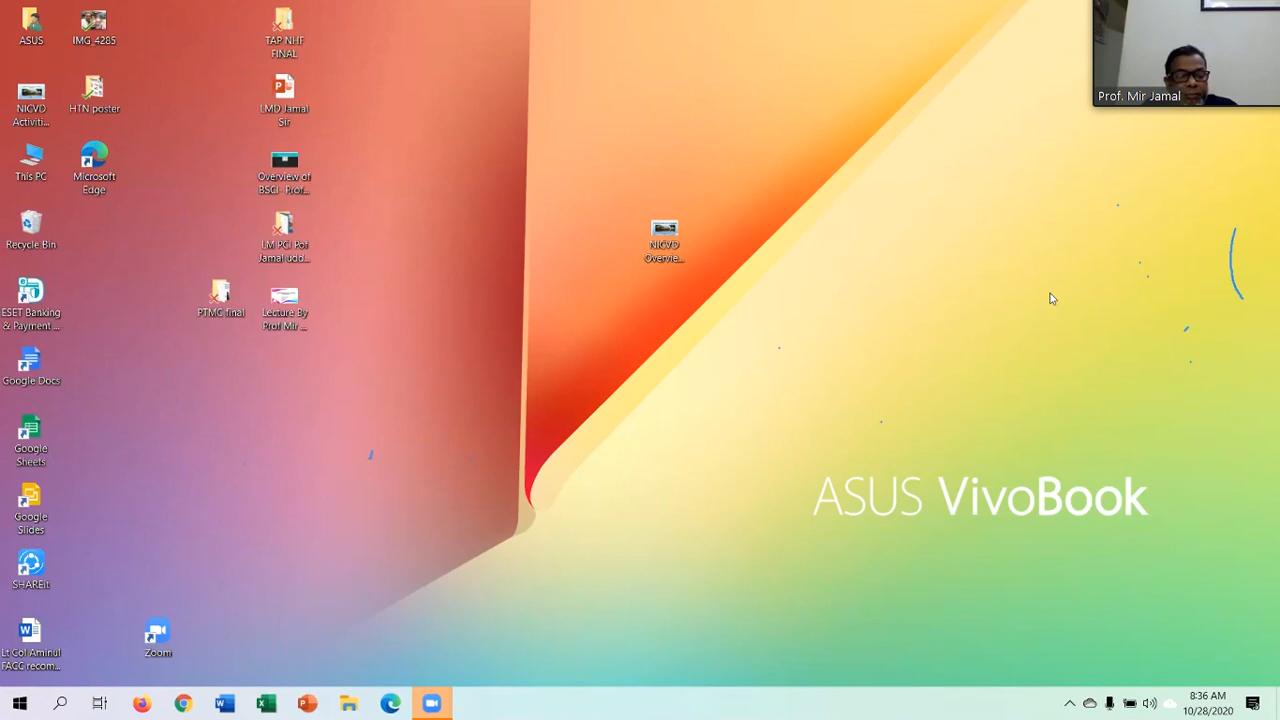 ASUS
IMG_4285
TAP NHF
FINAL
NICVD
Activiti...
HTN poster
LMD Jamal
Sir
This PC
Microsoft
Edge
Overview of
BSCI - Prof...
Recycle Bin
LM PCI Pof
Jamal udd...
NICVD
Overvie...
ESET Banking
& Payment ...
PTMC final
Lecture By
Prof Mir ...
Google Docs
Google
Sheets
Google
Slides
SHAREit
Lt Col Aminul
FACC recom...
Zoom
Prof. Mir Jamal
ASUS VivoBook
8:36 AM
10/28/2020